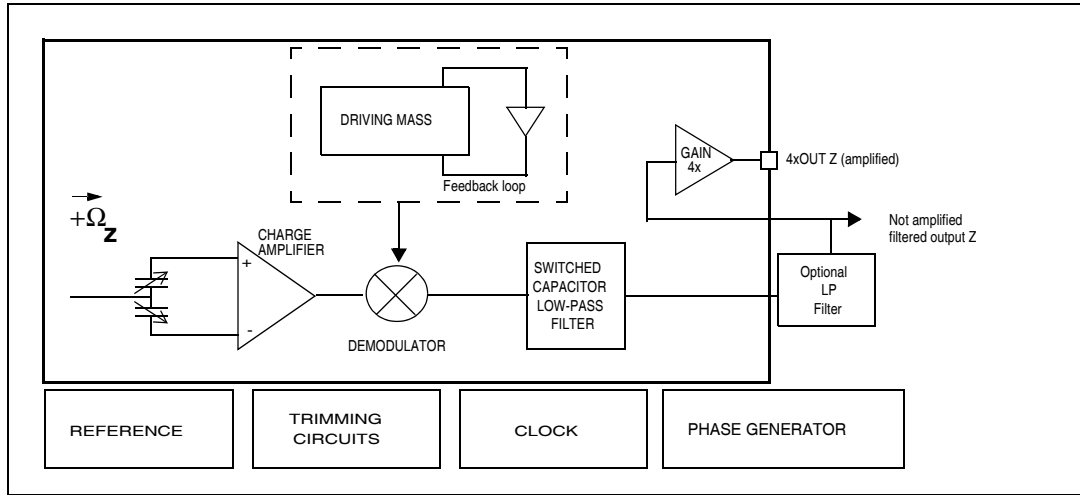 DRIVING MASS
Feedback loop
GAIN
4x
4xOUT Z (amplified)
Not amplified
filtered output Z
+Ω
z
CHARGE
AMPLIFIER
+
-
DEMODULATOR
SWITCHED
CAPACITOR
LOW-PASS
FILTER
Optional
LP
Filter
REFERENCE
TRIMMING
CIRCUITS
CLOCK
PHASE GENERATOR